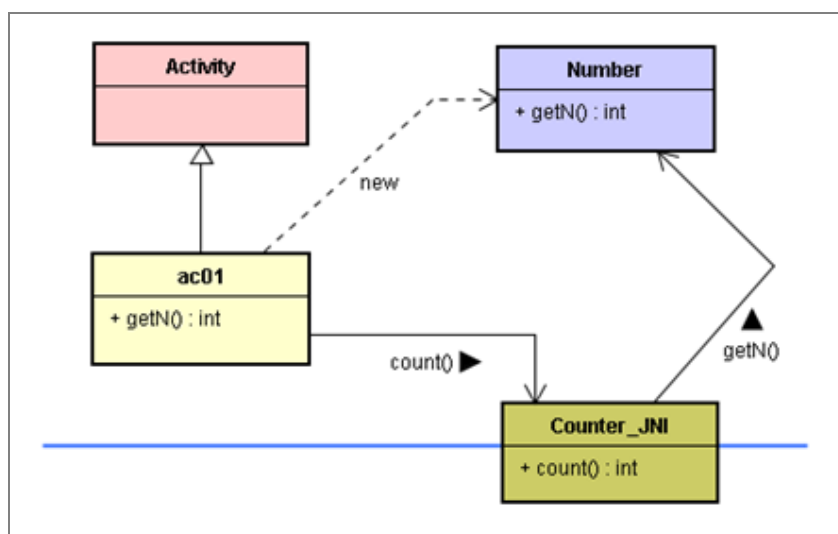 Activity
Number
+ getN() : int
new
ac01
+ getN() : int
count() ▶
▲
getN()
Counter_JNI
+ count() : int